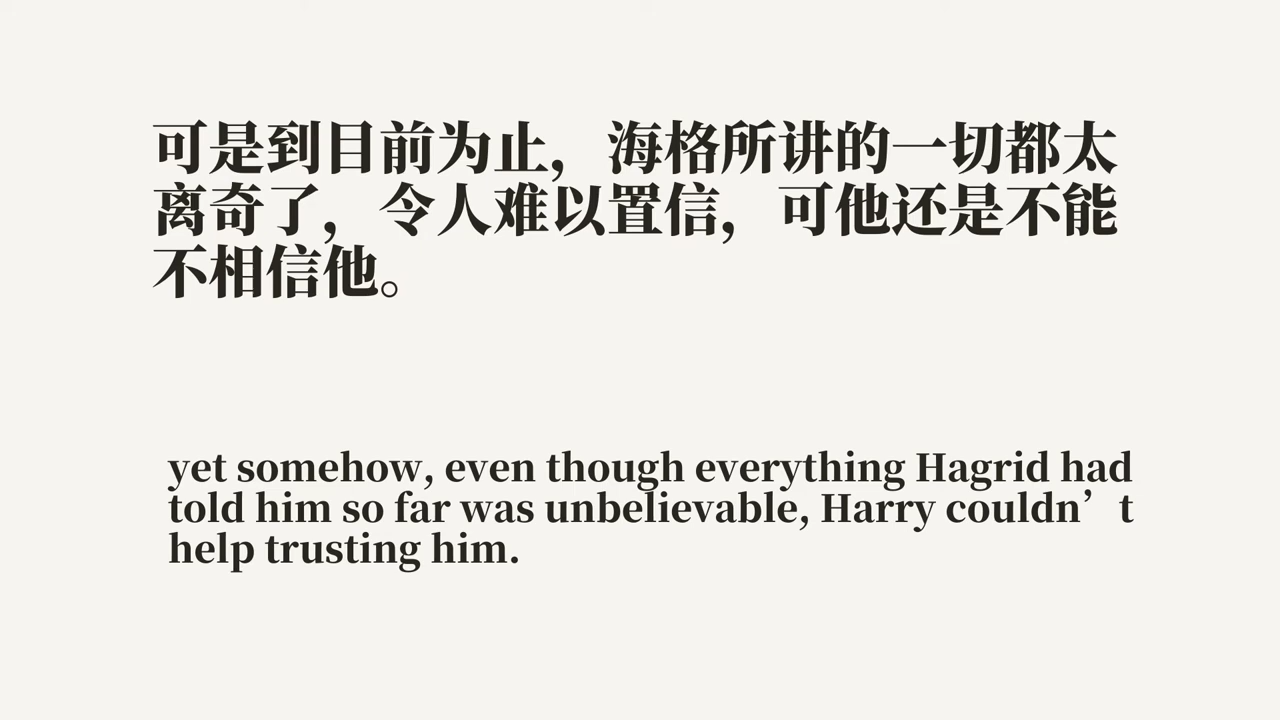 可是到目前为止，海格所讲的一切都太
离奇了，令人难以置信，可他还是不能
不相信他。
yet somehow, even though everything Hagrid had
told him so far was unbelievable, Harry couldn’t
help trusting him.